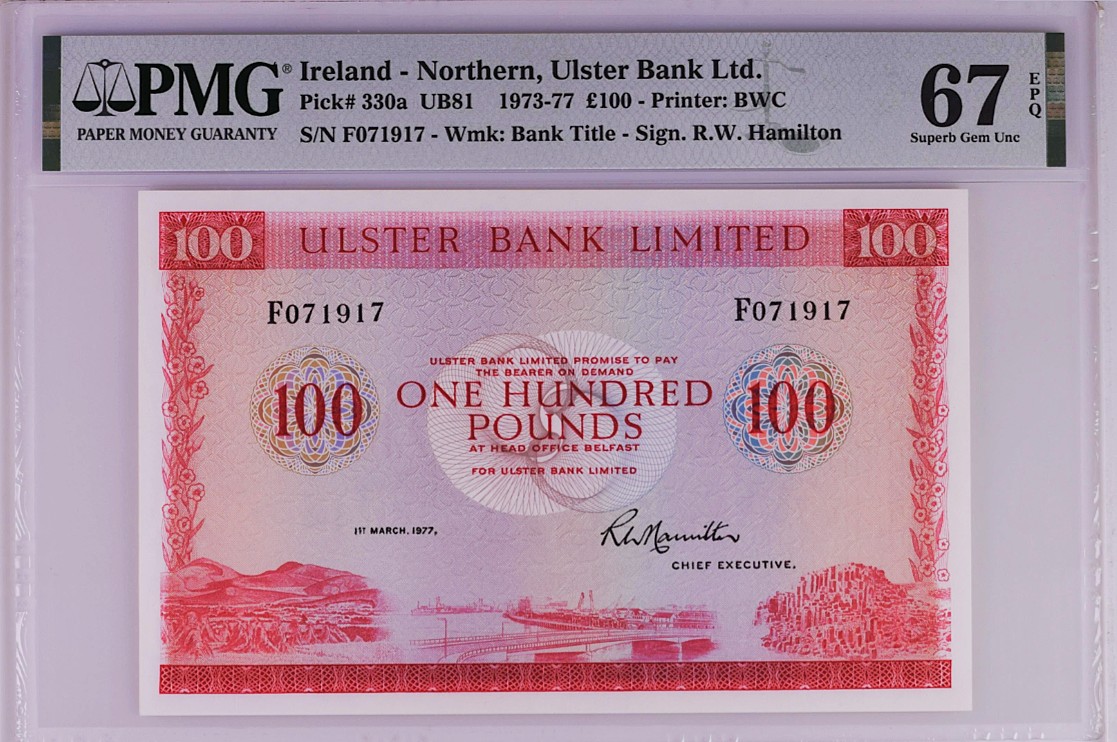 PMG®
PAPER MONEY GUARANTY
Ireland - Northern, Ulster Bank Ltd.
Pick# 330a UB81 1973-77 £100 - Printer: BWC
S/N F071917 - Wmk: Bank Title - Sign. R.W. Hamilton
67
EPQ
Superb Gem Unc
100 ULSTER BANK LIMITED 100
F071917 F071917
ULSTER BANK LIMITED PROMISE TO PAY
THE BEARER ON DEMAND
100 ONE HUNDRED 100
POUNDS
AT HEAD OFFICE BELFAST
FOR ULSTER BANK LIMITED
1ST MARCH, 1977,
RW Hamilton
CHIEF EXECUTIVE.